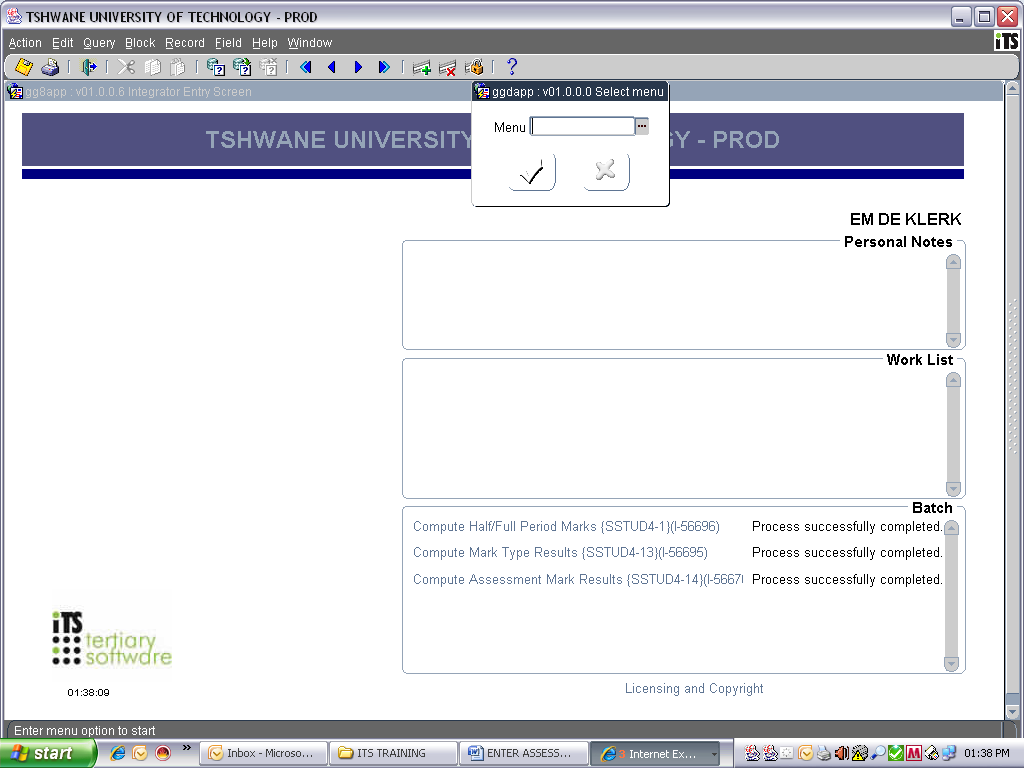 TSHWANE UNIVERSITY OF TECHNOLOGY - PROD
Action Edit Query Block Record Field Help Window
iTS
gg8app : v01.0.0.6 Integrator Entry Screen
ggdapp : v01.0.0.0 Select menu
Menu
TSHWANE UNIVERSITY GY - PROD
EM DE KLERK
Personal Notes
Work List
Batch
Compute Half/Full Period Marks {SSTUD4-1}(I-56696) Process successfully completed.
Compute Mark Type Results {SSTUD4-13}(I-56695) Process successfully completed.
Compute Assessment Mark Results {SSTUD4-14}(I-5667 Process successfully completed.
iTS
tertiary
software
01:38:09
Licensing and Copyright
Enter menu option to start
start Inbox - Microso... ITS TRAINING ENTER ASSESS... 3 Internet Ex... 01:38 PM